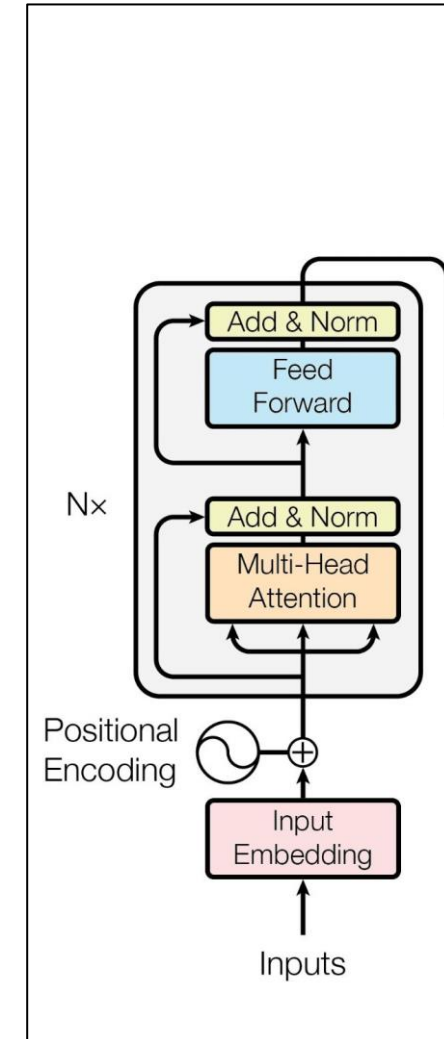 Add & Norm
Feed
Forward
N×
Add & Norm
Multi-Head
Attention
Positional
Encoding
Input
Embedding
Inputs